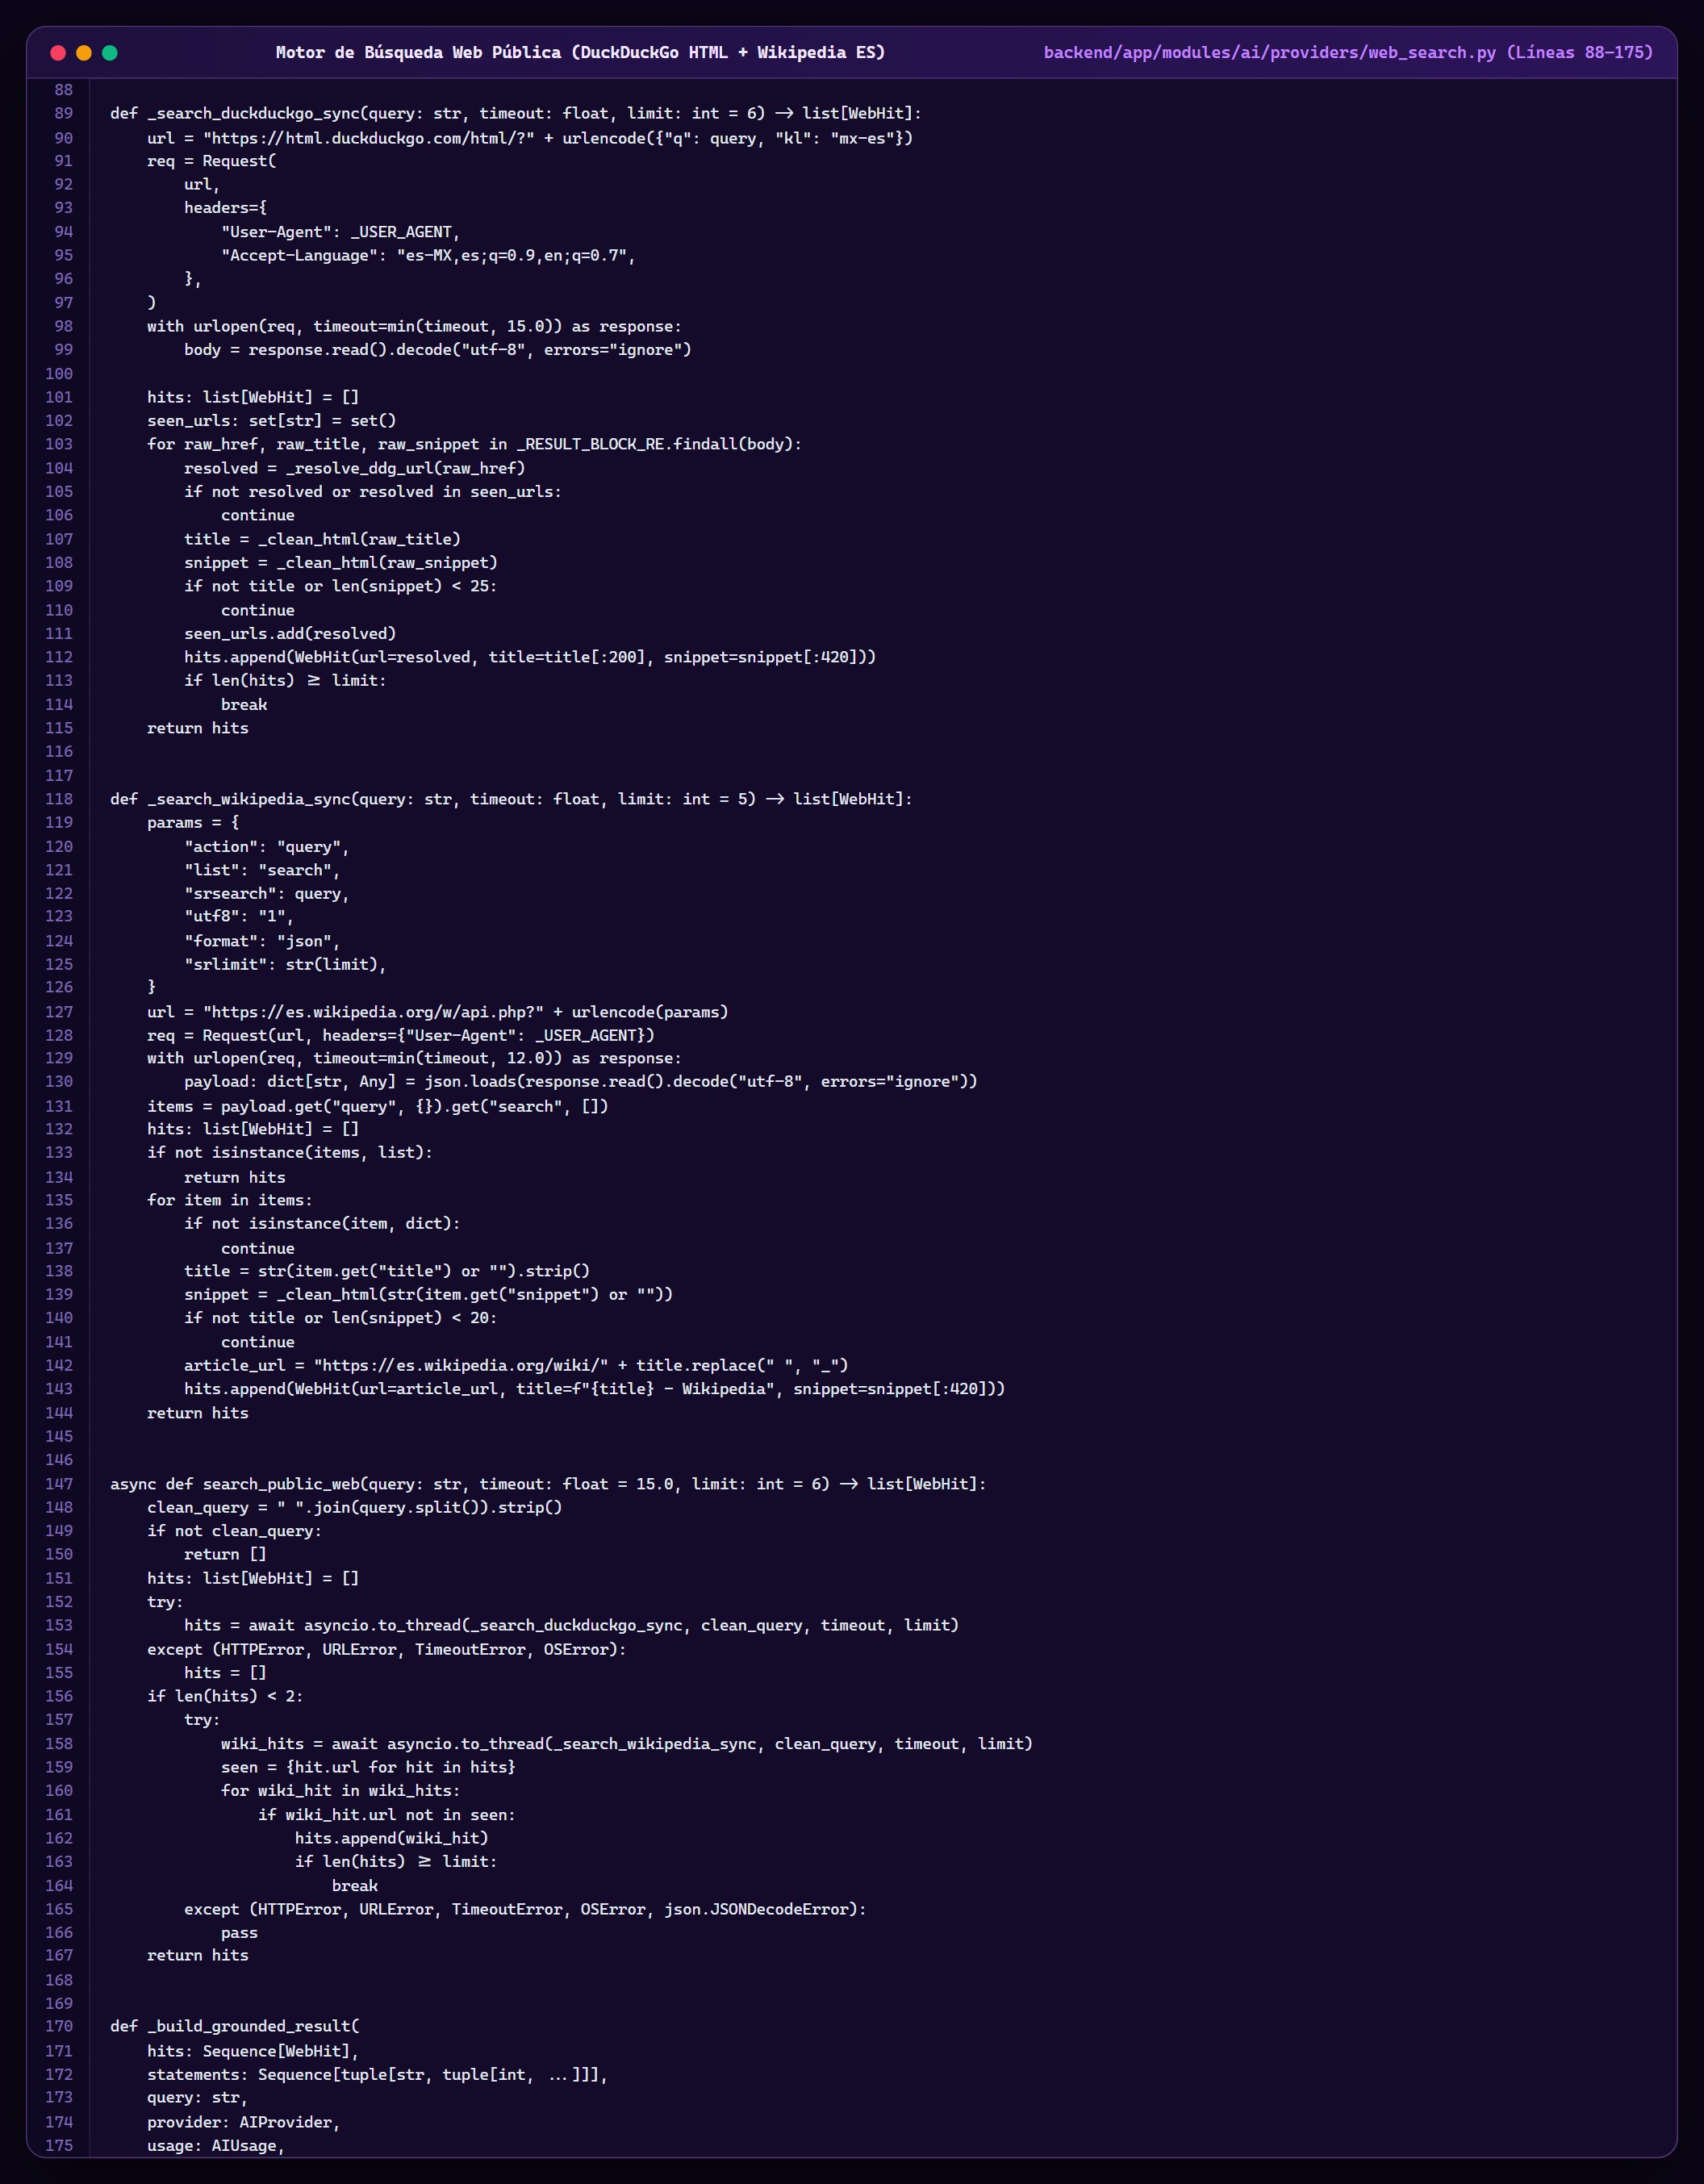 Motor de Búsqueda Web Pública (DuckDuckGo HTML + Wikipedia ES)
backend/app/modules/ai/providers/web_search.py (Líneas 88–175)
88
89 def _search_duckduckgo_sync(query: str, timeout: float, limit: int = 6) -> list[WebHit]:
90     url = "https://html.duckduckgo.com/html/?" + urlencode({"q": query, "kl": "mx-es"})
91     req = Request(
92         url,
93         headers={
94             "User-Agent": _USER_AGENT,
95             "Accept-Language": "es-MX,es;q=0.9,en;q=0.7",
96         },
97     )
98     with urlopen(req, timeout=min(timeout, 15.0)) as response:
99         body = response.read().decode("utf-8", errors="ignore")
100
101     hits: list[WebHit] = []
102     seen_urls: set[str] = set()
103     for raw_href, raw_title, raw_snippet in _RESULT_BLOCK_RE.findall(body):
104         resolved = _resolve_ddg_url(raw_href)
105         if not resolved or resolved in seen_urls:
106             continue
107         title = _clean_html(raw_title)
108         snippet = _clean_html(raw_snippet)
109         if not title or len(snippet) < 25:
110             continue
111         seen_urls.add(resolved)
112         hits.append(WebHit(url=resolved, title=title[:200], snippet=snippet[:420]))
113         if len(hits) >= limit:
114             break
115     return hits
116
117
118 def _search_wikipedia_sync(query: str, timeout: float, limit: int = 5) -> list[WebHit]:
119     params = {
120         "action": "query",
121         "list": "search",
122         "srsearch": query,
123         "utf8": "1",
124         "format": "json",
125         "srlimit": str(limit),
126     }
127     url = "https://es.wikipedia.org/w/api.php?" + urlencode(params)
128     req = Request(url, headers={"User-Agent": _USER_AGENT})
129     with urlopen(req, timeout=min(timeout, 12.0)) as response:
130         payload: dict[str, Any] = json.loads(response.read().decode("utf-8", errors="ignore"))
131     items = payload.get("query", {}).get("search", [])
132     hits: list[WebHit] = []
133     if not isinstance(items, list):
134         return hits
135     for item in items:
136         if not isinstance(item, dict):
137             continue
138         title = str(item.get("title") or "").strip()
139         snippet = _clean_html(str(item.get("snippet") or ""))
140         if not title or len(snippet) < 20:
141             continue
142         article_url = "https://es.wikipedia.org/wiki/" + title.replace(" ", "_")
143         hits.append(WebHit(url=article_url, title=f"{title} - Wikipedia", snippet=snippet[:420]))
144     return hits
145
146
147 async def search_public_web(query: str, timeout: float = 15.0, limit: int = 6) -> list[WebHit]:
148     clean_query = " ".join(query.split()).strip()
149     if not clean_query:
150         return []
151     hits: list[WebHit] = []
152     try:
153         hits = await asyncio.to_thread(_search_duckduckgo_sync, clean_query, timeout, limit)
154     except (HTTPError, URLError, TimeoutError, OSError):
155         hits = []
156     if len(hits) < 2:
157         try:
158             wiki_hits = await asyncio.to_thread(_search_wikipedia_sync, clean_query, timeout, limit)
159             seen = {hit.url for hit in hits}
160             for wiki_hit in wiki_hits:
161                 if wiki_hit.url not in seen:
162                     hits.append(wiki_hit)
163                     if len(hits) >= limit:
164                         break
165         except (HTTPError, URLError, TimeoutError, OSError, json.JSONDecodeError):
166             pass
167     return hits
168
169
170 def _build_grounded_result(
171     hits: Sequence[WebHit],
172     statements: Sequence[tuple[str, tuple[int, ...]]],
173     query: str,
174     provider: AIProvider,
175     usage: AIUsage,